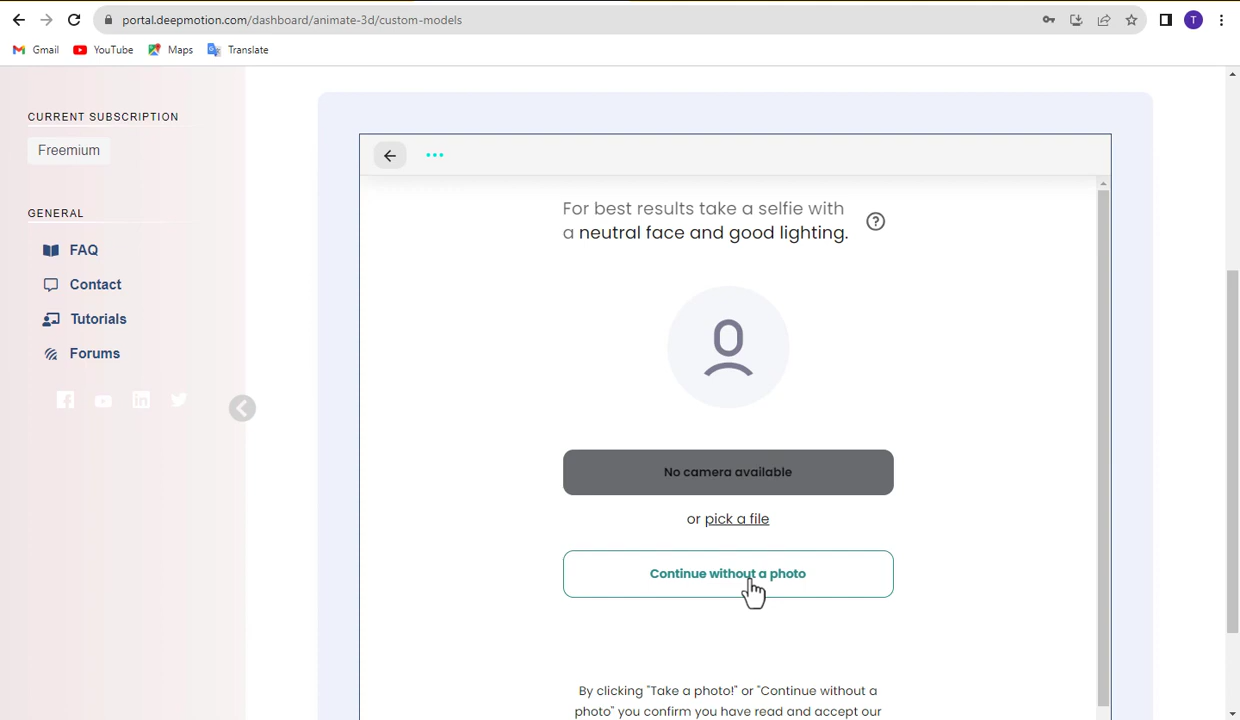 portal.deepmotion.com/dashboard/animate-3d/custom-models
T
Gmail
YouTube
Maps
Translate
CURRENT SUBSCRIPTION
Freemium
GENERAL
FAQ
Contact
Tutorials
Forums
For best results take a selfie with
a neutral face and good lighting.
No camera available
or pick a file
Continue without a photo
By clicking "Take a photo!" or "Continue without a
photo" you confirm you have read and accept our